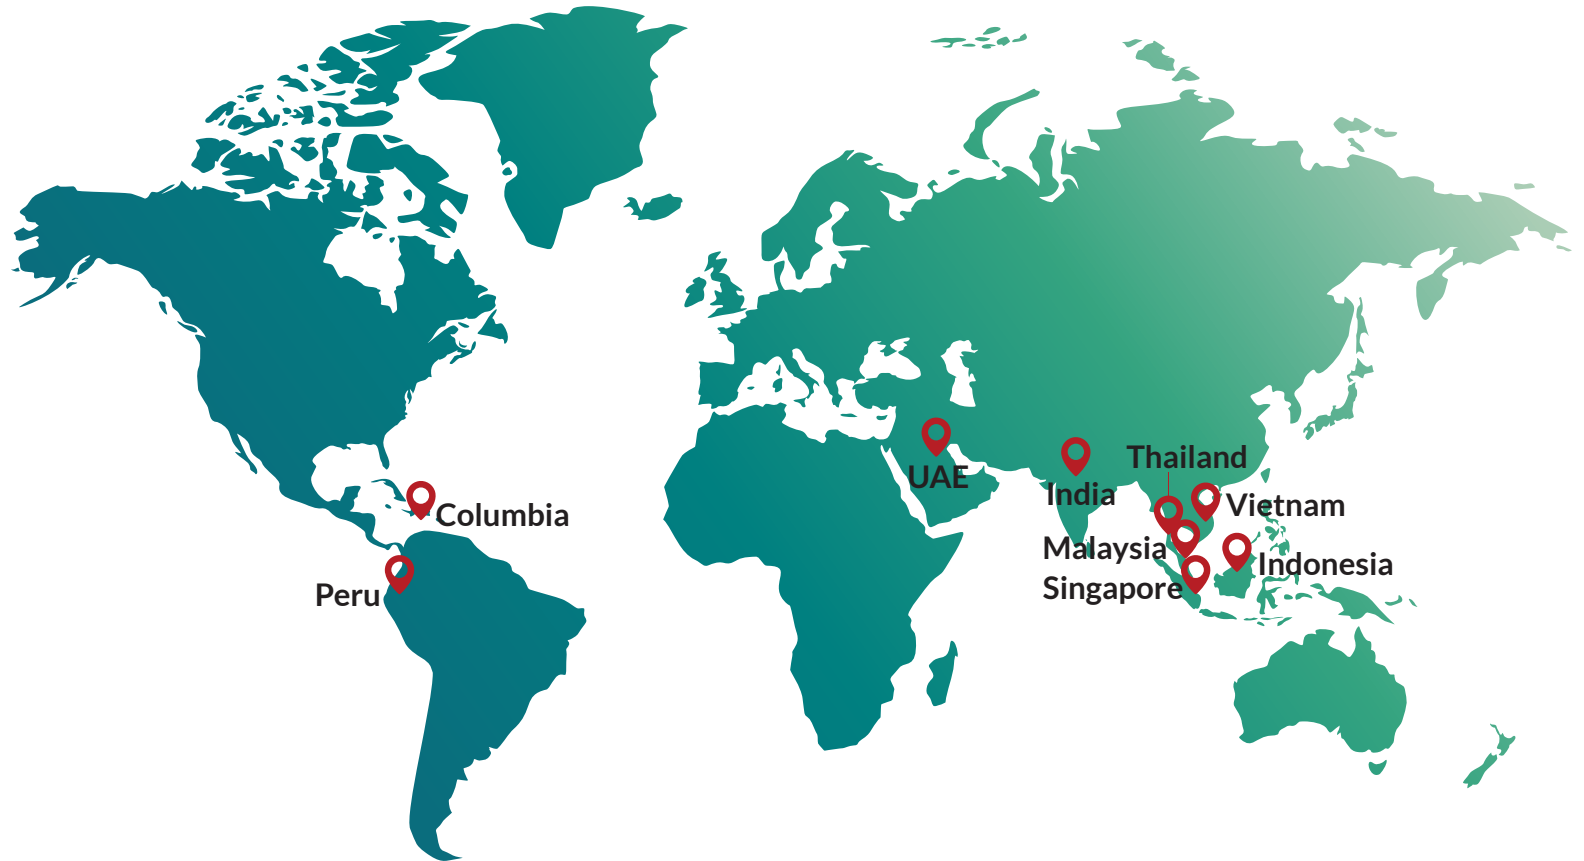 Thailand
UAE
India
Vietnam
Columbia
Malaysia
Indonesia
Singapore
Peru